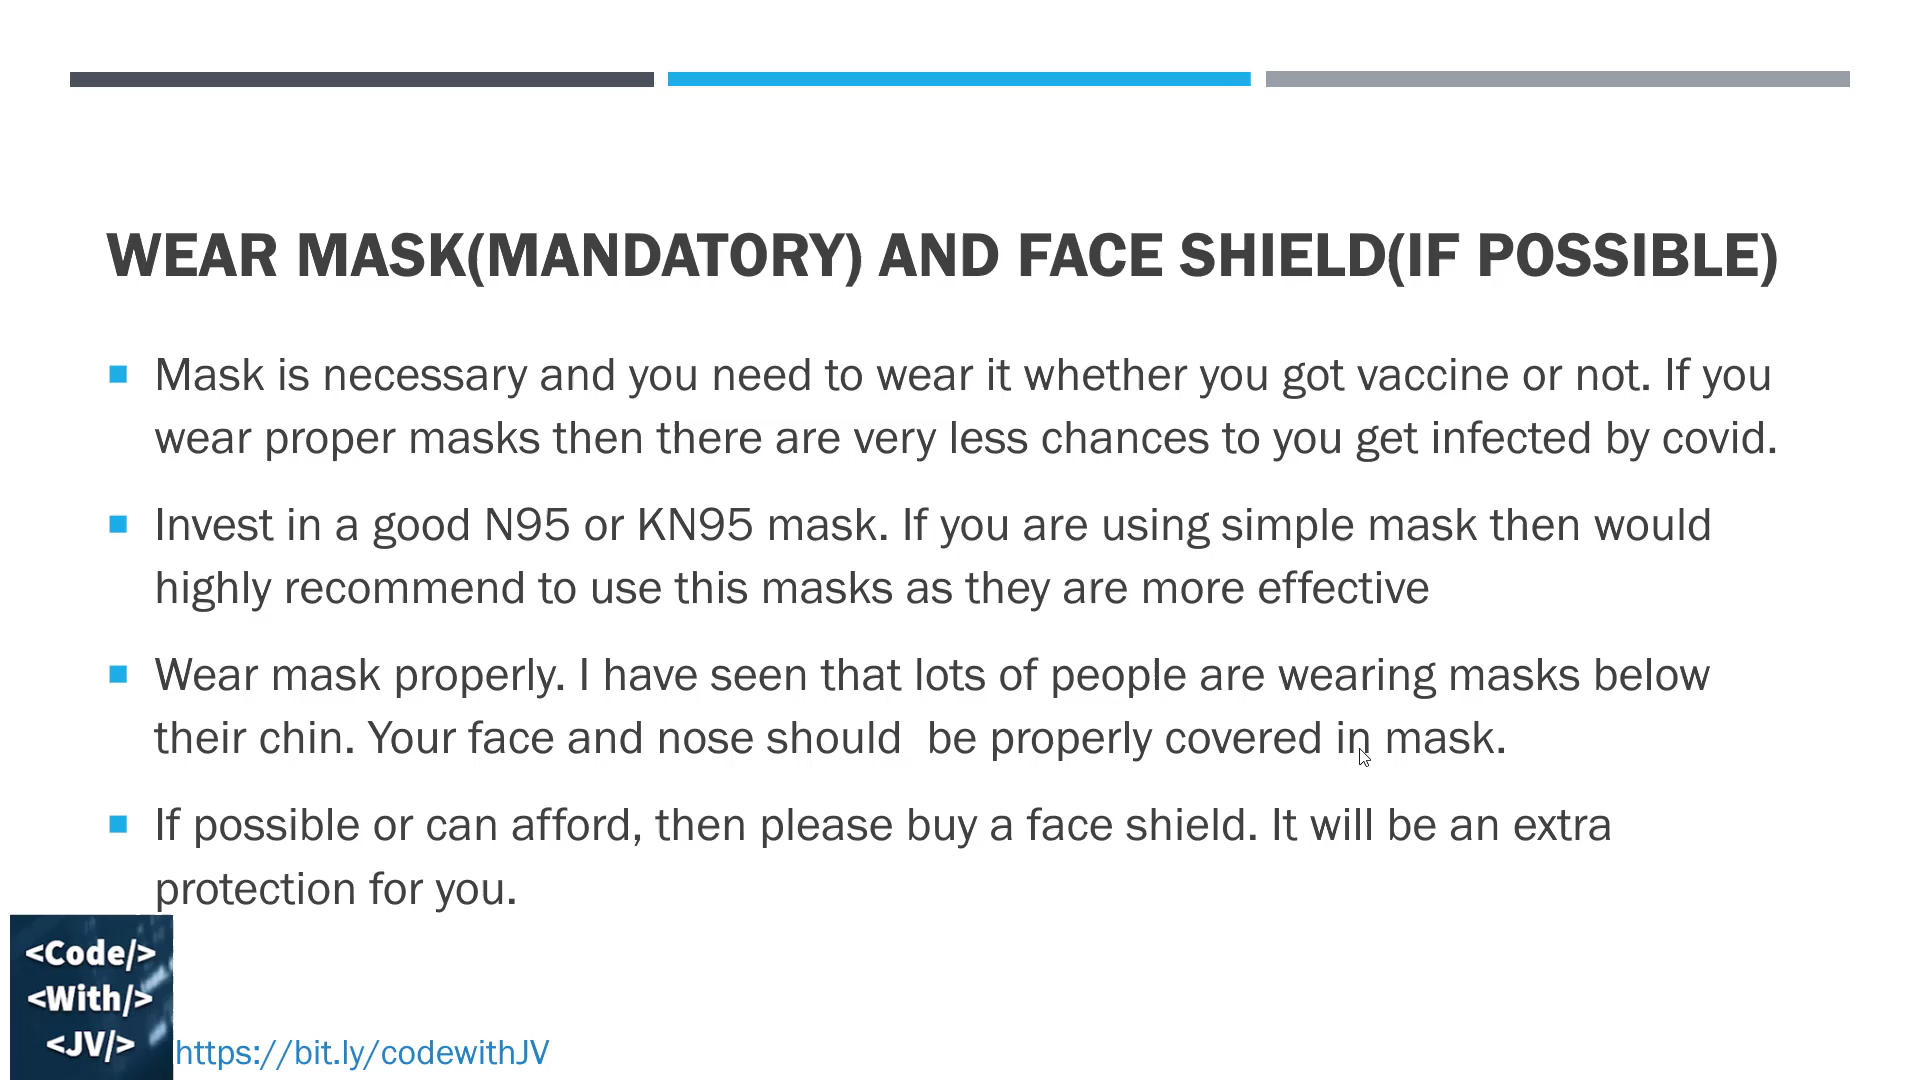 WEAR MASK(MANDATORY) AND FACE SHIELD(IF POSSIBLE)
Mask is necessary and you need to wear it whether you got vaccine or not. If you
wear proper masks then there are very less chances to you get infected by covid.
Invest in a good N95 or KN95 mask. If you are using simple mask then would
highly recommend to use this masks as they are more effective
Wear mask properly. I have seen that lots of people are wearing masks below
their chin. Your face and nose should  be properly covered in mask.
If possible or can afford, then please buy a face shield. It will be an extra
protection for you.
<Code/>
<With/>
<JV/>
https://bit.ly/codewithJV